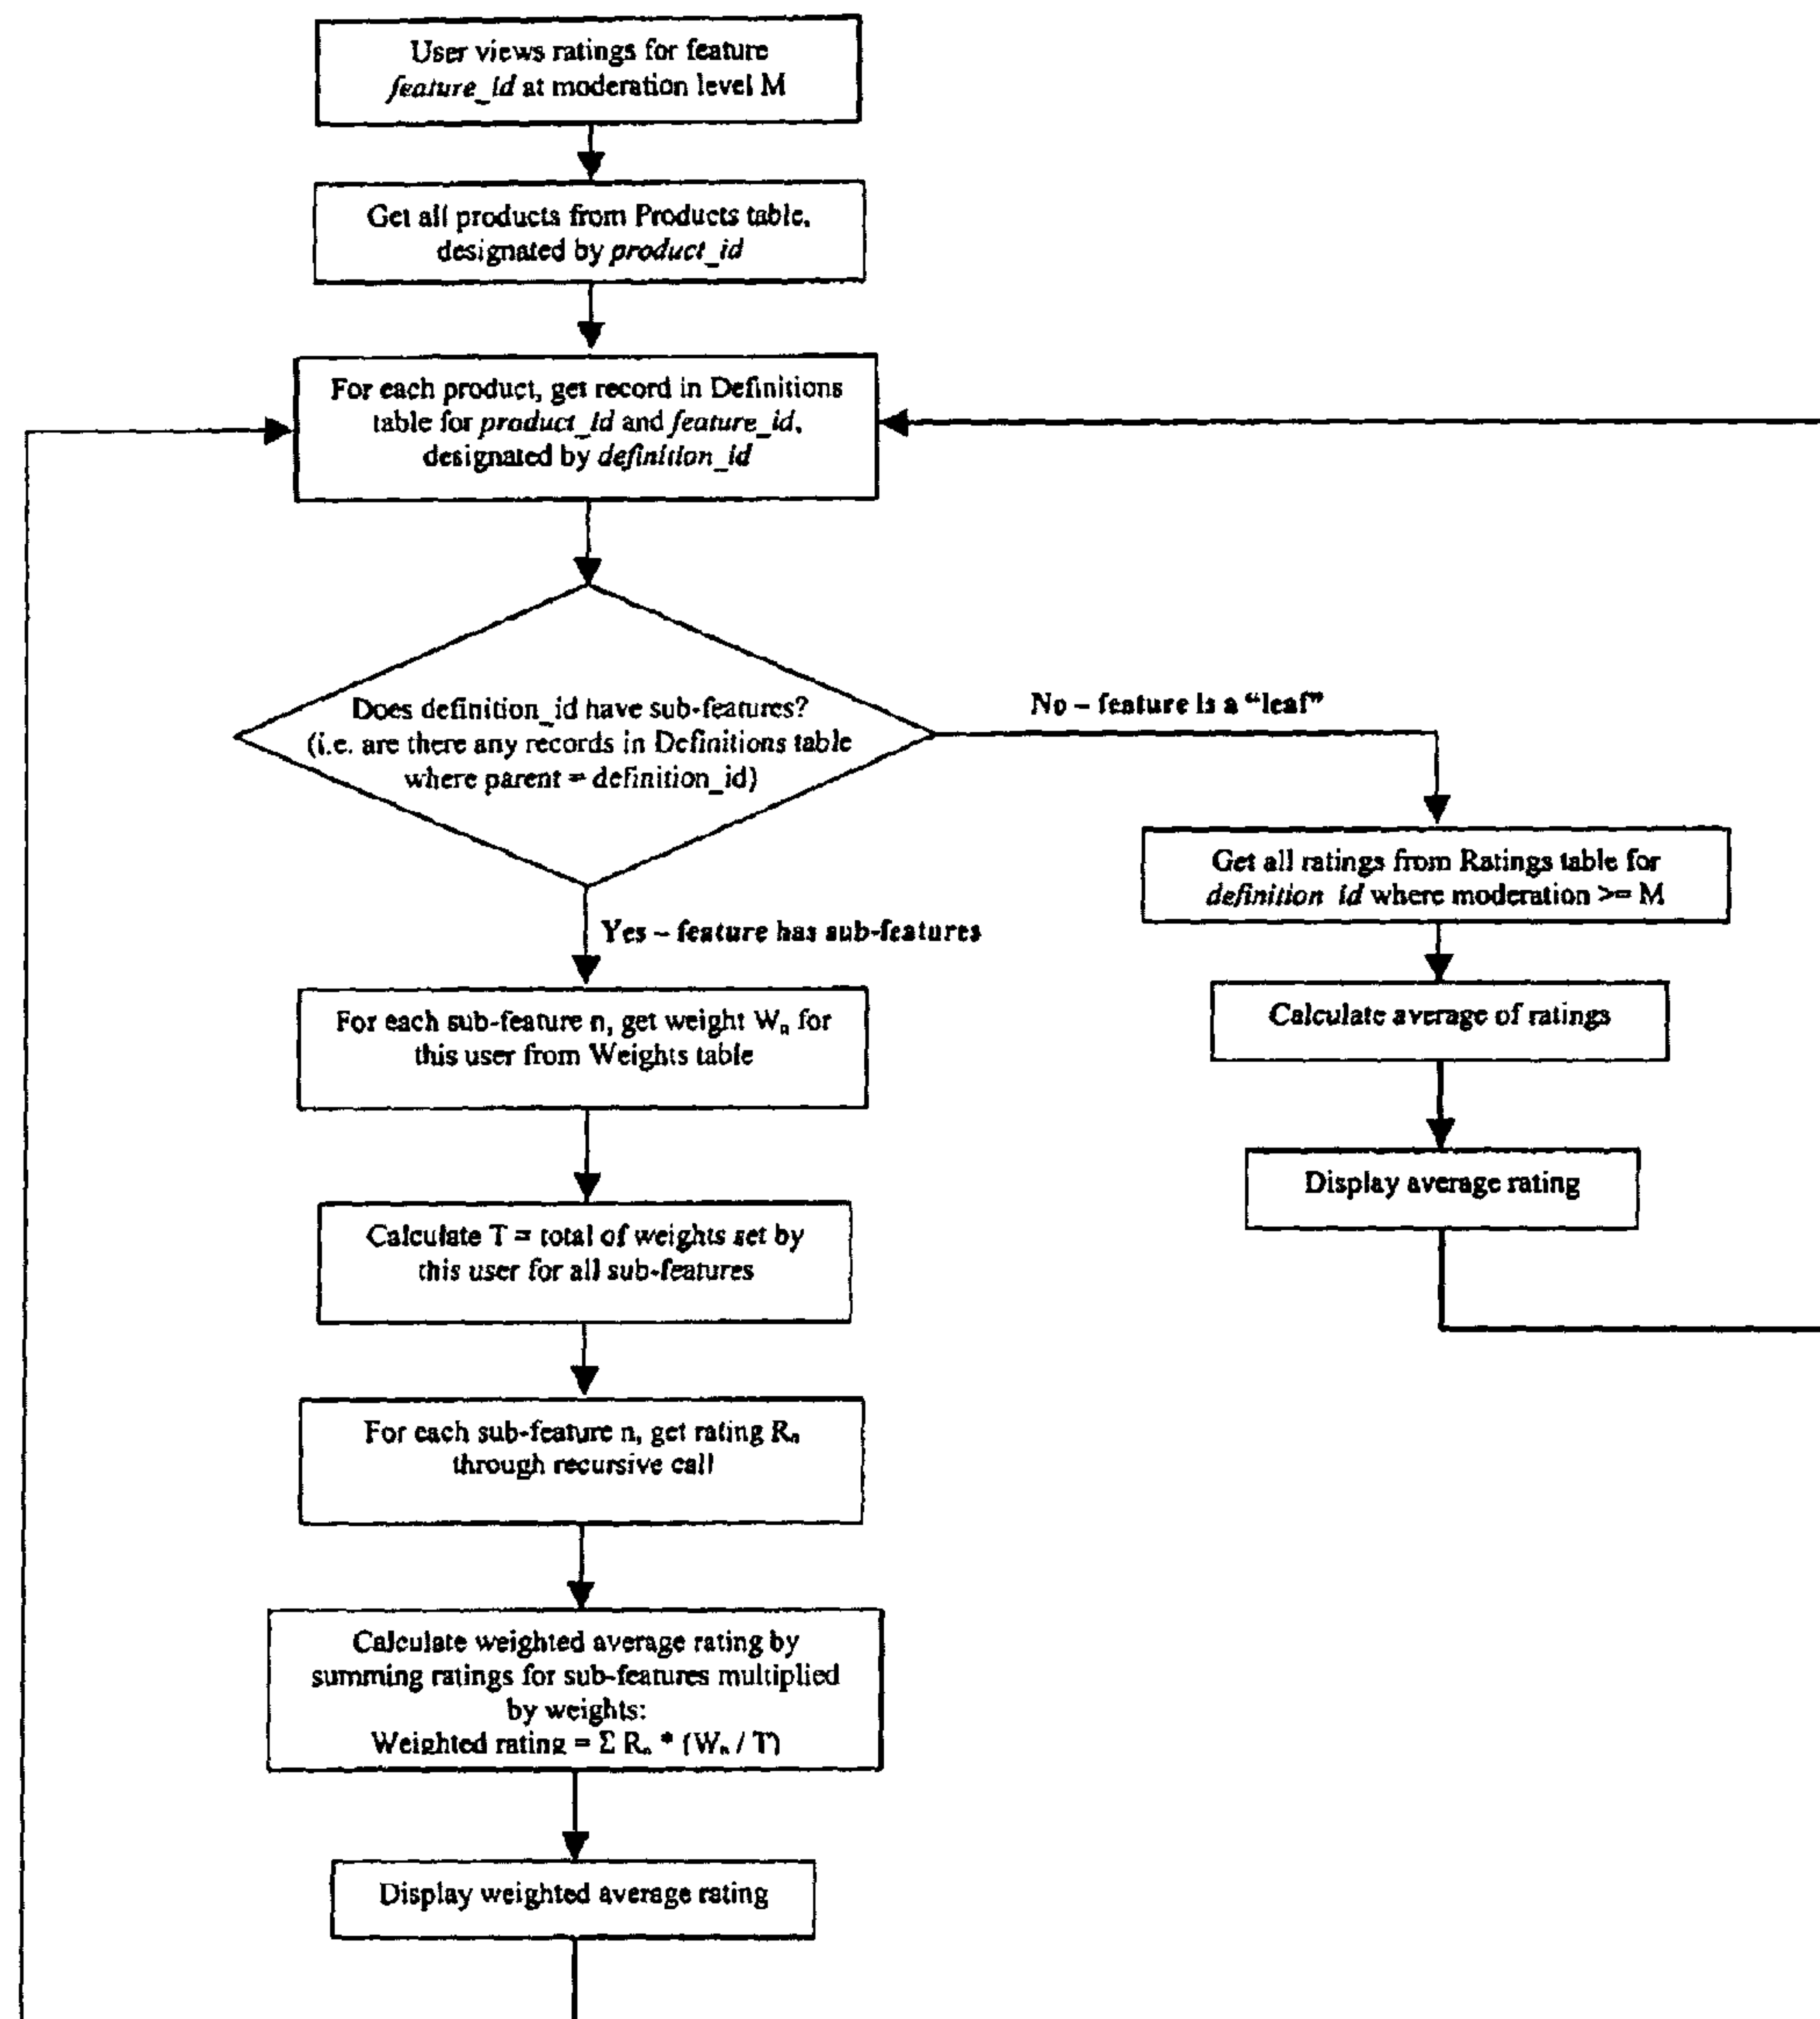 User views ratings for feature
feature_id at moderation level M
Get all products from Products table,
designated by product_id
For each product, get record in Definitions
table for product_id and feature_id,
designated by definition_id
Does definition_id have sub-features?
(i.e. are there any records in Definitions table
where parent = definition_id)
No – feature is a “leaf”
Get all ratings from Ratings table for
definition_id where moderation >= M
Calculate average of ratings
Display average rating
Yes – feature has sub-features
For each sub-feature n, get weight Wₙ for
this user from Weights table
Calculate T = total of weights set by
this user for all sub-features
For each sub-feature n, get rating Rₙ
through recursive call
Calculate weighted average rating by
summing ratings for sub-features multiplied
by weights:
Weighted rating = Σ Rₙ * (Wₙ / T)
Display weighted average rating